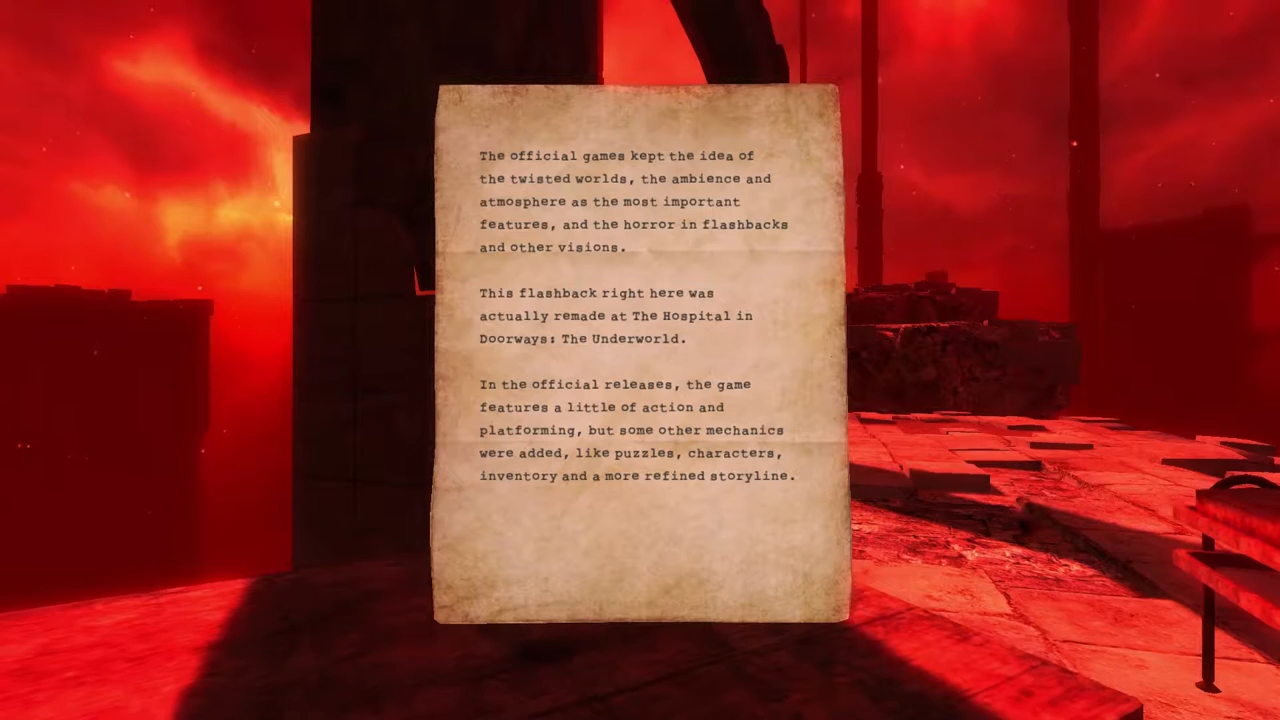 The official games kept the idea of
the twisted worlds, the ambience and
atmosphere as the most important
features, and the horror in flashbacks
and other visions.
This flashback right here was
actually remade at The Hospital in
Doorways: The Underworld.
In the official releases, the game
features a little of action and
platforming, but some other mechanics
were added, like puzzles, characters,
inventory and a more refined storyline.